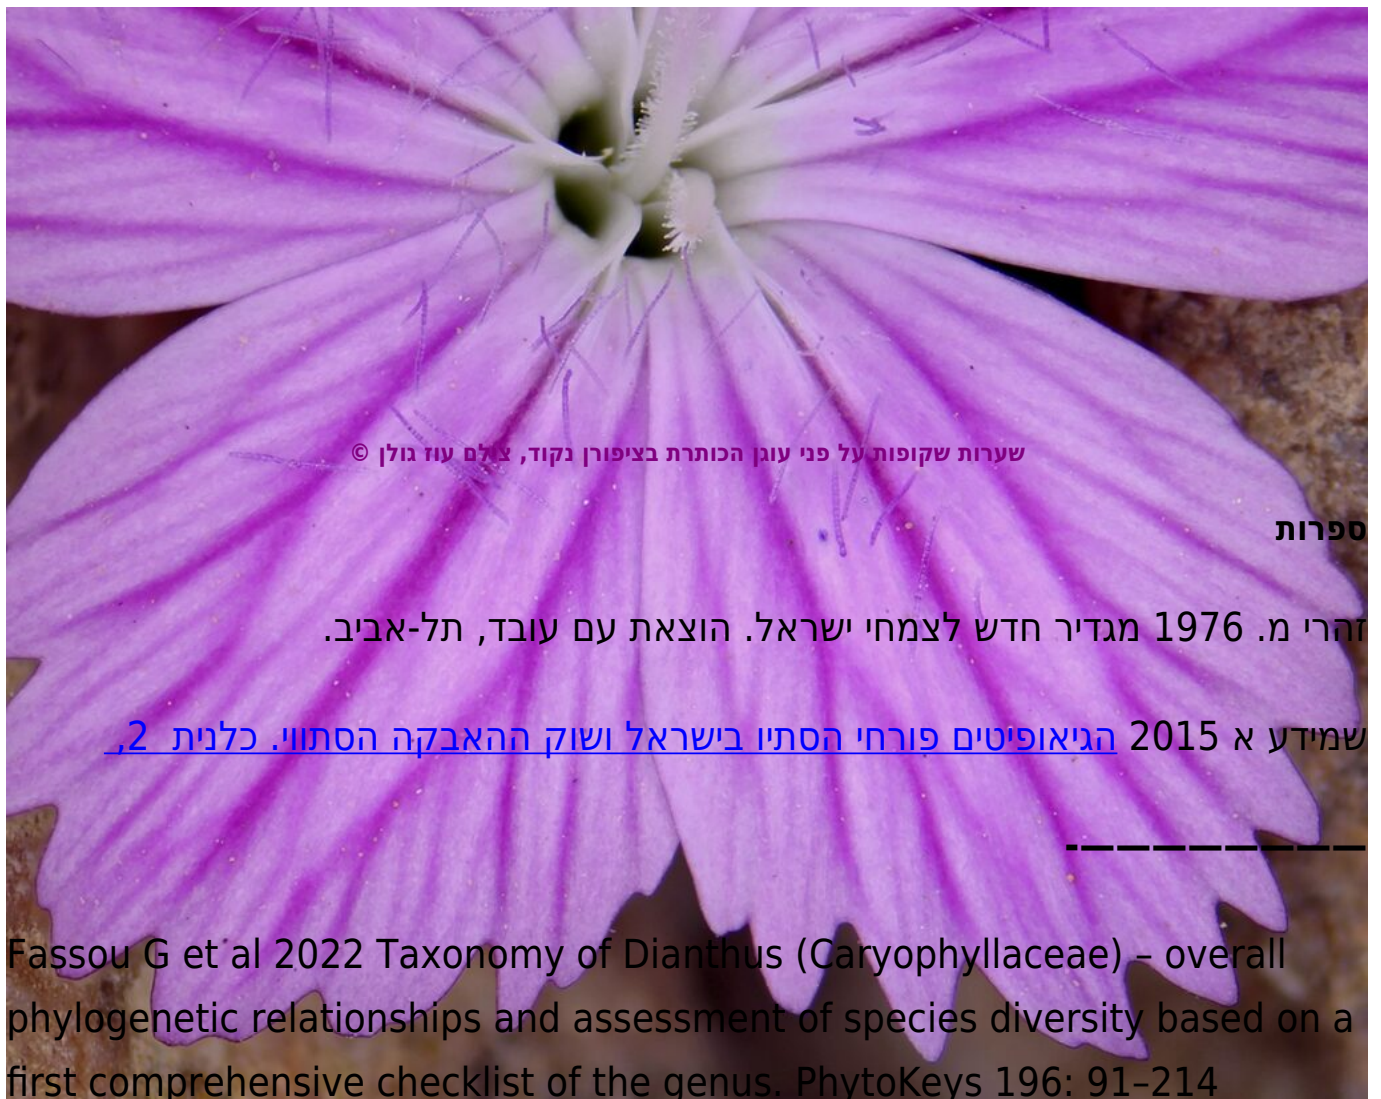 שערות שקופות על פני עוגן הכותרת בציפורן נקוד, צילם עוז גולן ©
ספרות
זהרי מ. 1976 מגדיר חדש לצמחי ישראל. הוצאת עם עובד, תל-אביב.
שמידע א 2015 הגיאופיטים פורחי הסתיו בישראל ושוק ההאבקה הסתווי. כלנית 2,
————————-
Fassou G et al 2022 Taxonomy of Dianthus (Caryophyllaceae) – overall
phylogenetic relationships and assessment of species diversity based on a
first comprehensive checklist of the genus. PhytoKeys 196: 91–214